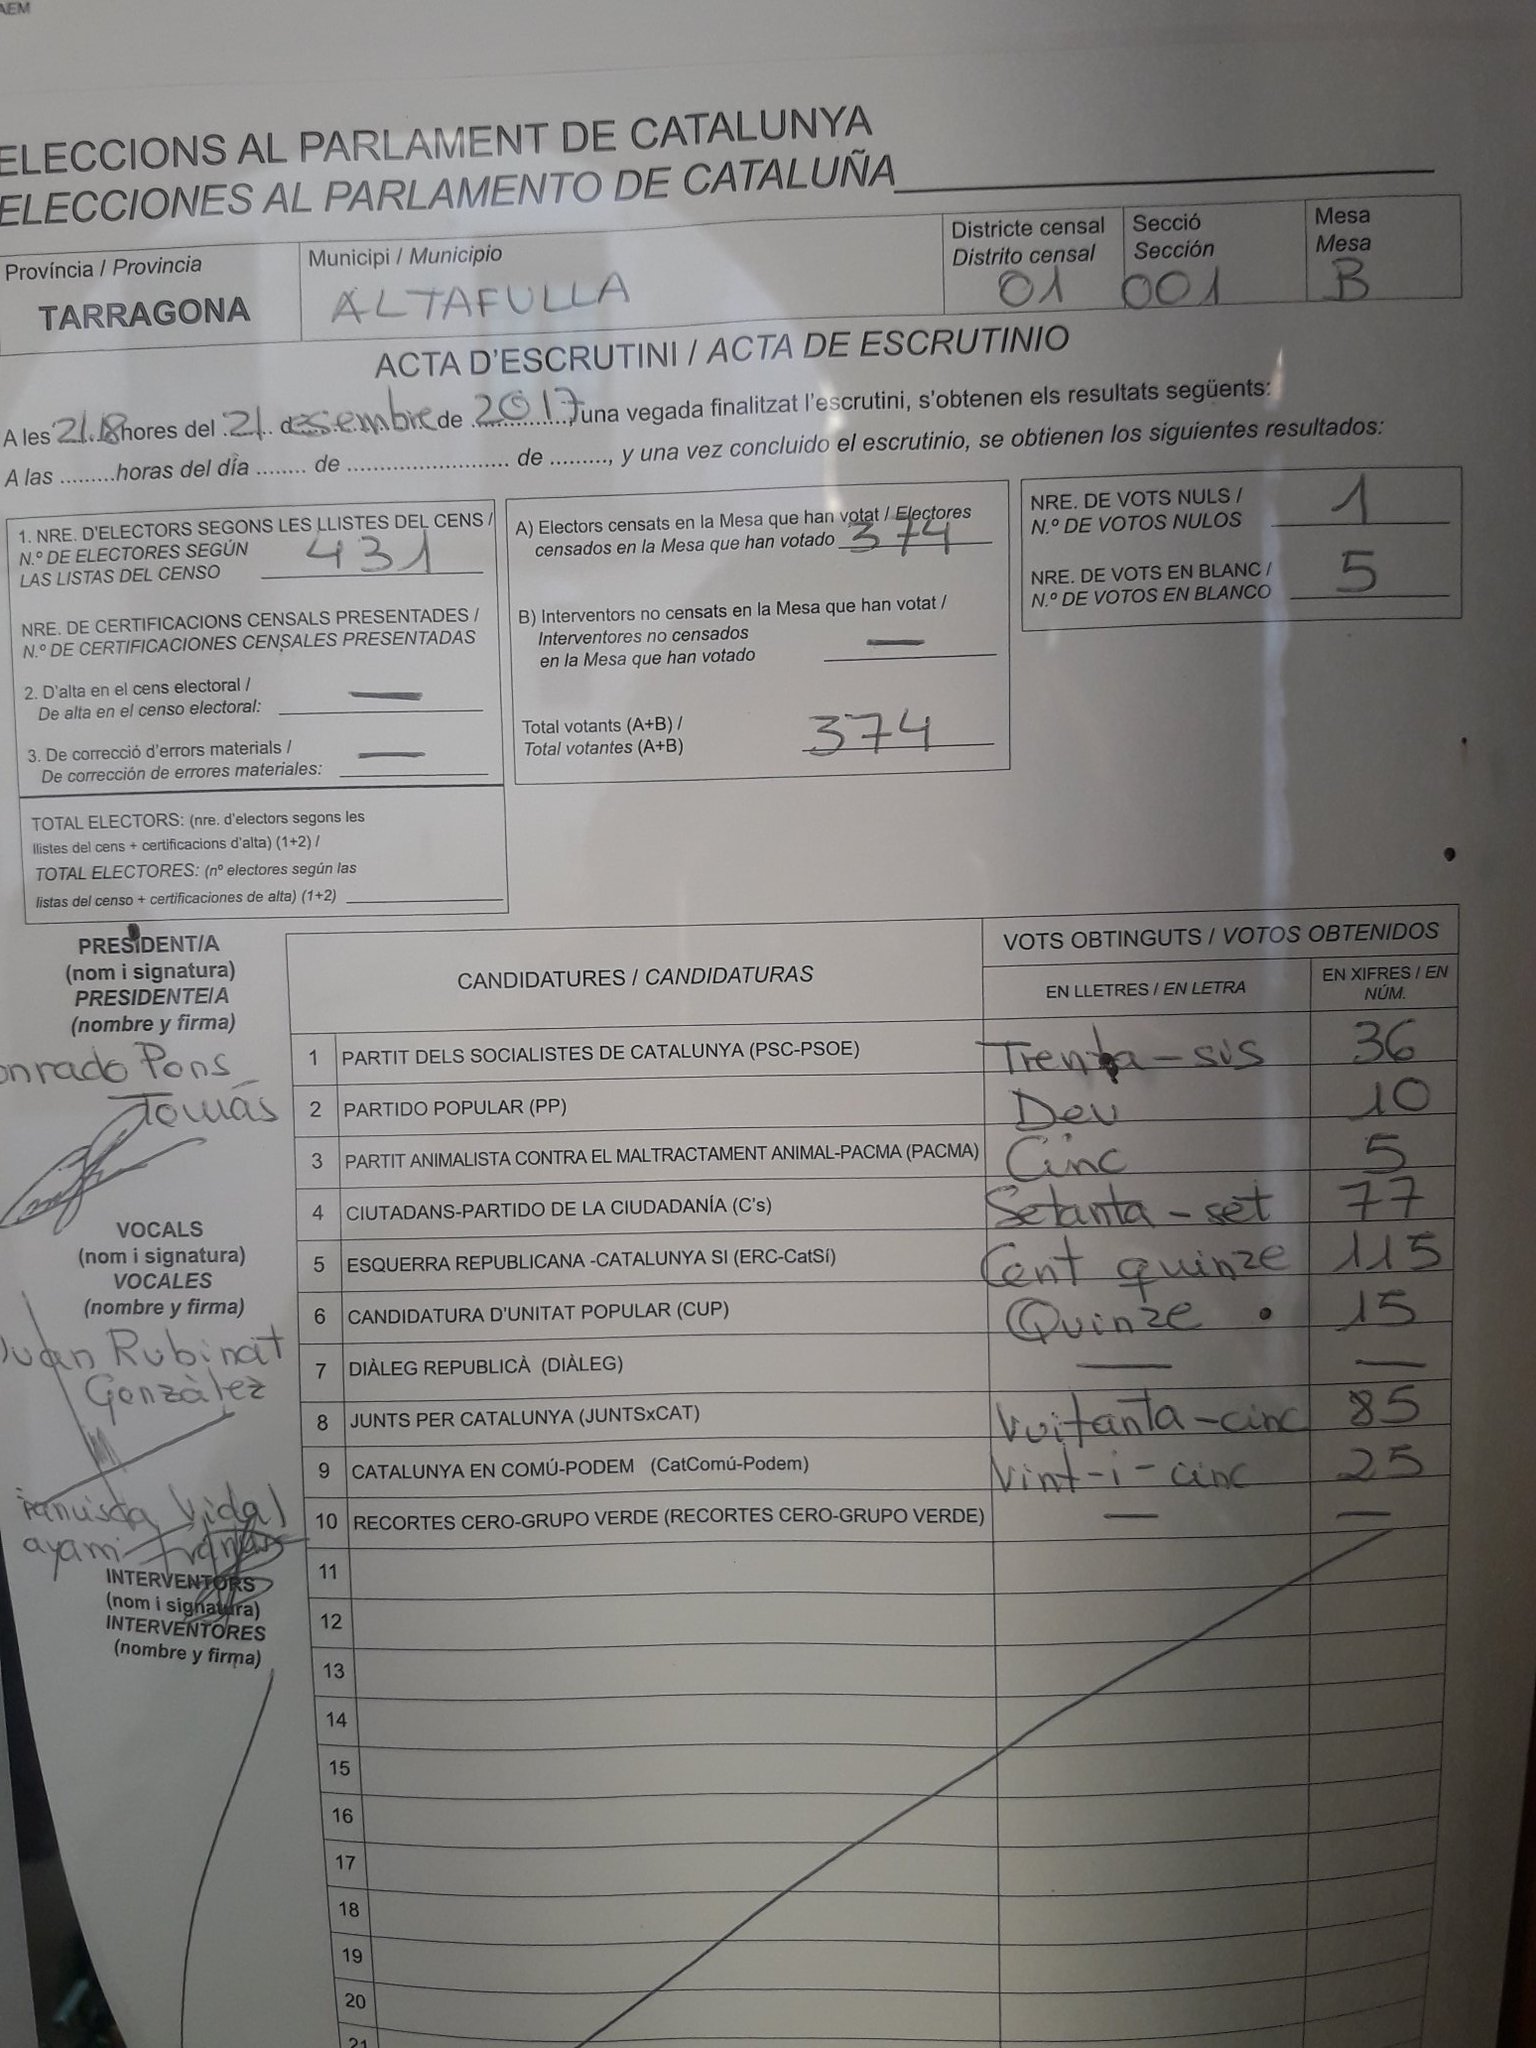 ELECCIONS AL PARLAMENT DE CATALUNYA
ELECCIONES AL PARLAMENTO DE CATALUÑA
Província / Provincia
TARRAGONA
Municipi / Municipio
ALTAFULLA
Districte censal
Distrito censal
01
Secció
Sección
001
Mesa
Mesa
B
ACTA D'ESCRUTINI / ACTA DE ESCRUTINIO
A les 21.18 hores del 21 desembre de 2017, una vegada finalitzat l'escrutini, s'obtenen els resultats següents:
A las .........horas del día ........ de ......................... de ........., y una vez concluido el escrutinio, se obtienen los siguientes resultados:
1. NRE. D'ELECTORS SEGONS LES LLISTES DEL CENS /
N.º DE ELECTORES SEGÚN
LAS LISTAS DEL CENSO 431
NRE. DE CERTIFICACIONS CENSALS PRESENTADES /
N.º DE CERTIFICACIONES CENSALES PRESENTADAS
2. D'alta en el cens electoral /
De alta en el censo electoral: —
3. De correcció d'errors materials /
De corrección de errores materiales: —
TOTAL ELECTORS: (nre. d'electors segons les
llistes del cens + certificacions d'alta) (1+2) /
TOTAL ELECTORES: (nº electores según las
listas del censo + certificaciones de alta) (1+2)
A) Electors censats en la Mesa que han votat / Electores
censados en la Mesa que han votado 374
B) Interventors no censats en la Mesa que han votat /
Interventores no censados
en la Mesa que han votado —
Total votants (A+B) /
Total votantes (A+B) 374
NRE. DE VOTS NULS /
N.º DE VOTOS NULOS 1
NRE. DE VOTS EN BLANC /
N.º DE VOTOS EN BLANCO 5
PRESIDENT/A
(nom i signatura)
PRESIDENTE/A
(nombre y firma)
onrado Pons
Tomás
VOCALS
(nom i signatura)
VOCALES
(nombre y firma)
Juan Rubinat
Gonzàlez
Vidal
INTERVENTORS
(nom i signatura)
INTERVENTORES
(nombre y firma)
CANDIDATURES / CANDIDATURAS
VOTS OBTINGUTS / VOTOS OBTENIDOS
EN LLETRES / EN LETRA
EN XIFRES / EN
NÚM.
1 PARTIT DELS SOCIALISTES DE CATALUNYA (PSC-PSOE) Trenta-sis 36
2 PARTIDO POPULAR (PP) Deu 10
3 PARTIT ANIMALISTA CONTRA EL MALTRACTAMENT ANIMAL-PACMA (PACMA) Cinc 5
4 CIUTADANS-PARTIDO DE LA CIUDADANÍA (C's) Setanta-set 77
5 ESQUERRA REPUBLICANA -CATALUNYA SI (ERC-CatSí) Cent quinze 115
6 CANDIDATURA D'UNITAT POPULAR (CUP) Quinze 15
7 DIÀLEG REPUBLICÀ (DIÀLEG) — —
8 JUNTS PER CATALUNYA (JUNTSxCAT) Vuitanta-cinc 85
9 CATALUNYA EN COMÚ-PODEM (CatComú-Podem) Vint-i-cinc 25
10 RECORTES CERO-GRUPO VERDE (RECORTES CERO-GRUPO VERDE) — —
11
12
13
14
15
16
17
18
19
20
21